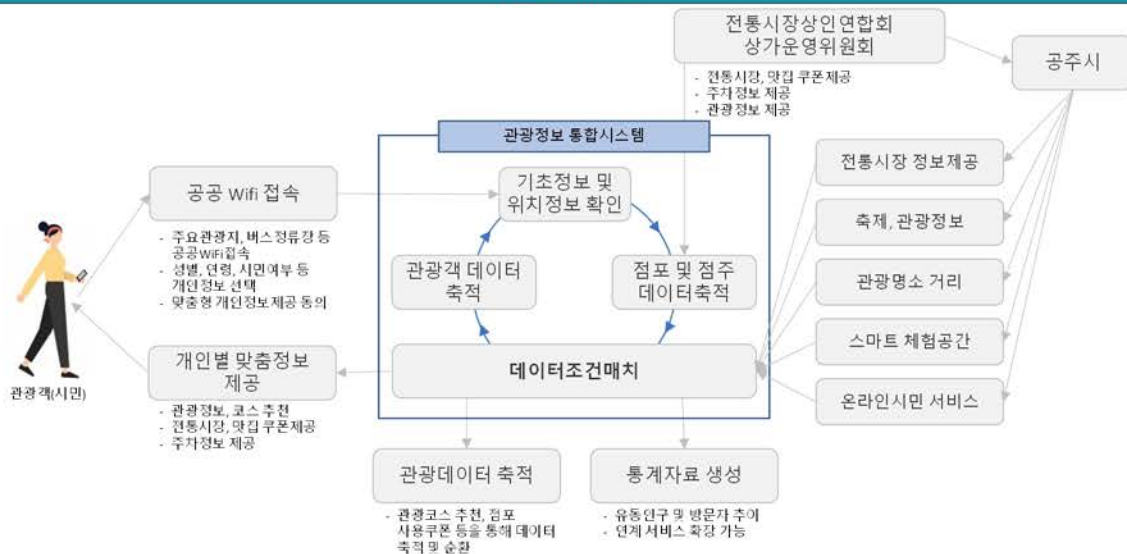 전통시장상인연합회
상가운영위원회
공주시
- 전통시장, 맛집 쿠폰제공
- 주차정보 제공
- 관광정보 제공
관광정보 통합시스템
공공 Wifi 접속
- 주요관광지, 버스정류장 등
공공WiFi접속
- 성별, 연령, 시민여부 등
개인정보 선택
- 맞춤형 개인정보제공 동의
기초정보 및
위치정보 확인
관광객 데이터
축적
점포 및 점주
데이터축적
데이터조건매치
전통시장 정보제공
축제, 관광정보
관광명소 거리
스마트 체험공간
온라인시민 서비스
관광객(시민)
개인별 맞춤정보
제공
- 관광정보, 코스 추천
- 전통시장, 맛집 쿠폰제공
- 주차정보 제공
관광데이터 축적
- 관광코스 추천, 점포
사용쿠폰 등을 통해 데이터
축적 및 순환
통계자료 생성
- 유동인구 및 방문자 추이
- 연계 서비스 확장 가능